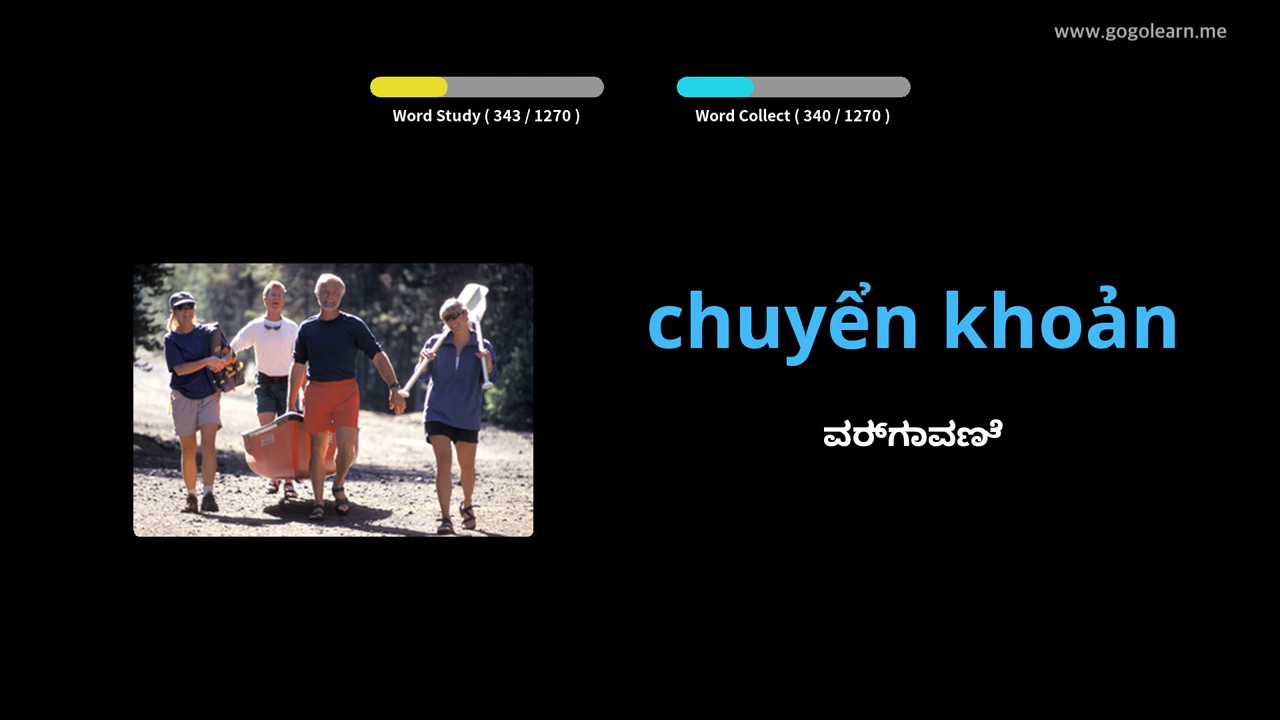 www.gogolearn.me
Word Study ( 343 / 1270 )
Word Collect ( 340 / 1270 )
chuyển khoản
ವರ್ಗಾವಣೆ